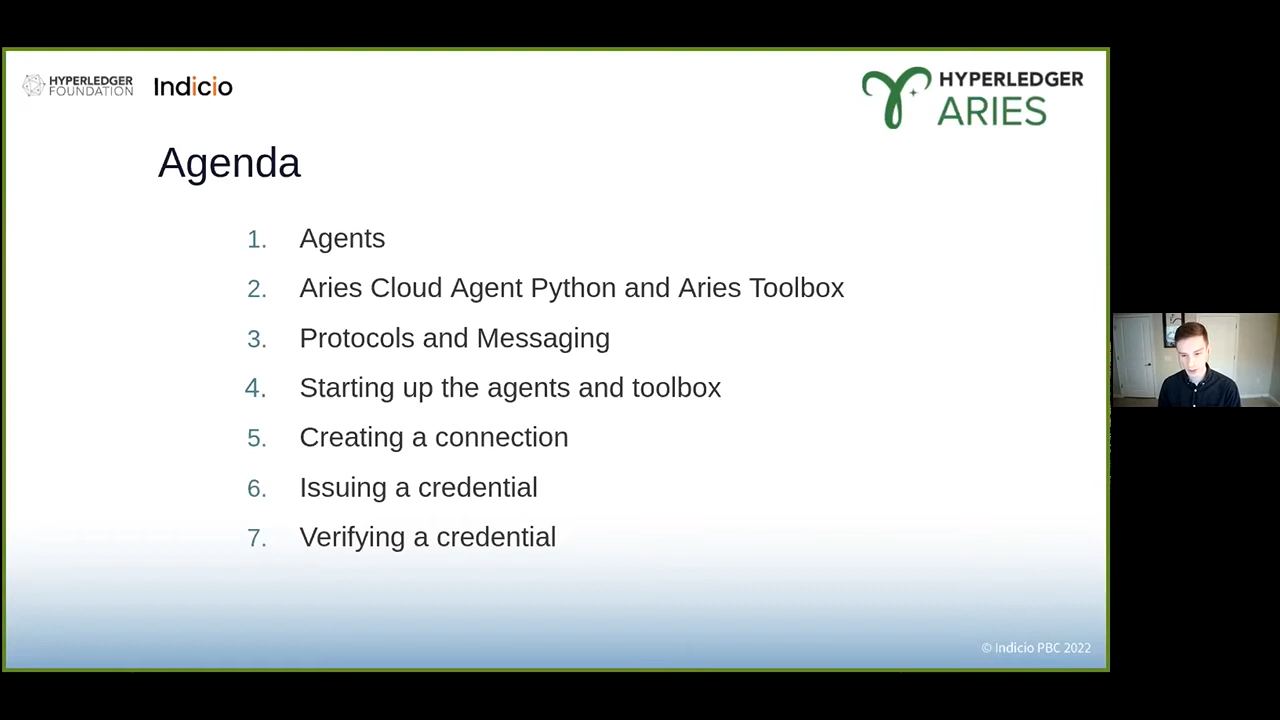 HYPERLEDGER
FOUNDATION
Indicio
HYPERLEDGER
ARIES
Agenda
1. Agents
2. Aries Cloud Agent Python and Aries Toolbox
3. Protocols and Messaging
4. Starting up the agents and toolbox
5. Creating a connection
6. Issuing a credential
7. Verifying a credential
© Indicio PBC 2022